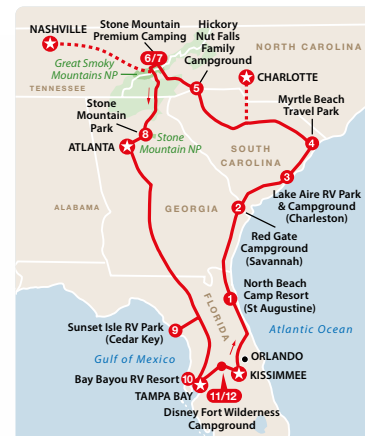 NASHVILLE
Stone Mountain
Premium Camping
6/7
Hickory
Nut Falls
Family
Campground
NORTH CAROLINA
Great Smoky
Mountains NP
CHARLOTTE
TENNESSEE
5
Myrtle Beach
Travel Park
Stone
Mountain
Park
8
Stone
Mountain NP
ATLANTA
4
SOUTH
CAROLINA
3
Lake Aire RV Park
& Campground
(Charleston)
ALABAMA
GEORGIA
2
Red Gate
Campground
(Savannah)
North Beach
Camp Resort
(St Augustine)
1
FLORIDA
Sunset Isle RV Park
(Cedar Key)
9
Atlantic Ocean
Gulf of Mexico
ORLANDO
Bay Bayou RV Resort
10
KISSIMMEE
TAMPA BAY
11/12
Disney Fort Wilderness
Campground